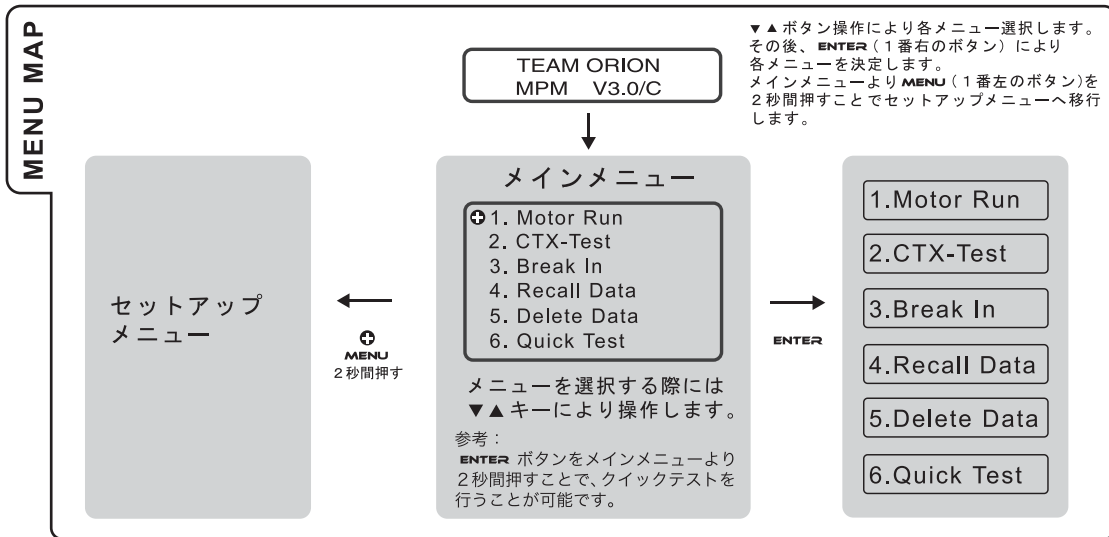 MENU MAP
▼▲ボタン操作により各メニュー選択します。
その後、ENTER（１番右のボタン）により
各メニューを決定します。
メインメニューよりMENU（１番左のボタン）を
２秒間押すことでセットアップメニューへ移行
します。
TEAM ORION
MPM V3.0/C
セットアップ
メニュー
MENU
２秒間押す
メインメニュー
1. Motor Run
2. CTX-Test
3. Break In
4. Recall Data
5. Delete Data
6. Quick Test
メニューを選択する際には
▼▲キーにより操作します。
参考：
ENTER ボタンをメインメニューより
２秒間押すことで、クイックテストを
行うことが可能です。
ENTER
1.Motor Run
2.CTX-Test
3.Break In
4.Recall Data
5.Delete Data
6.Quick Test